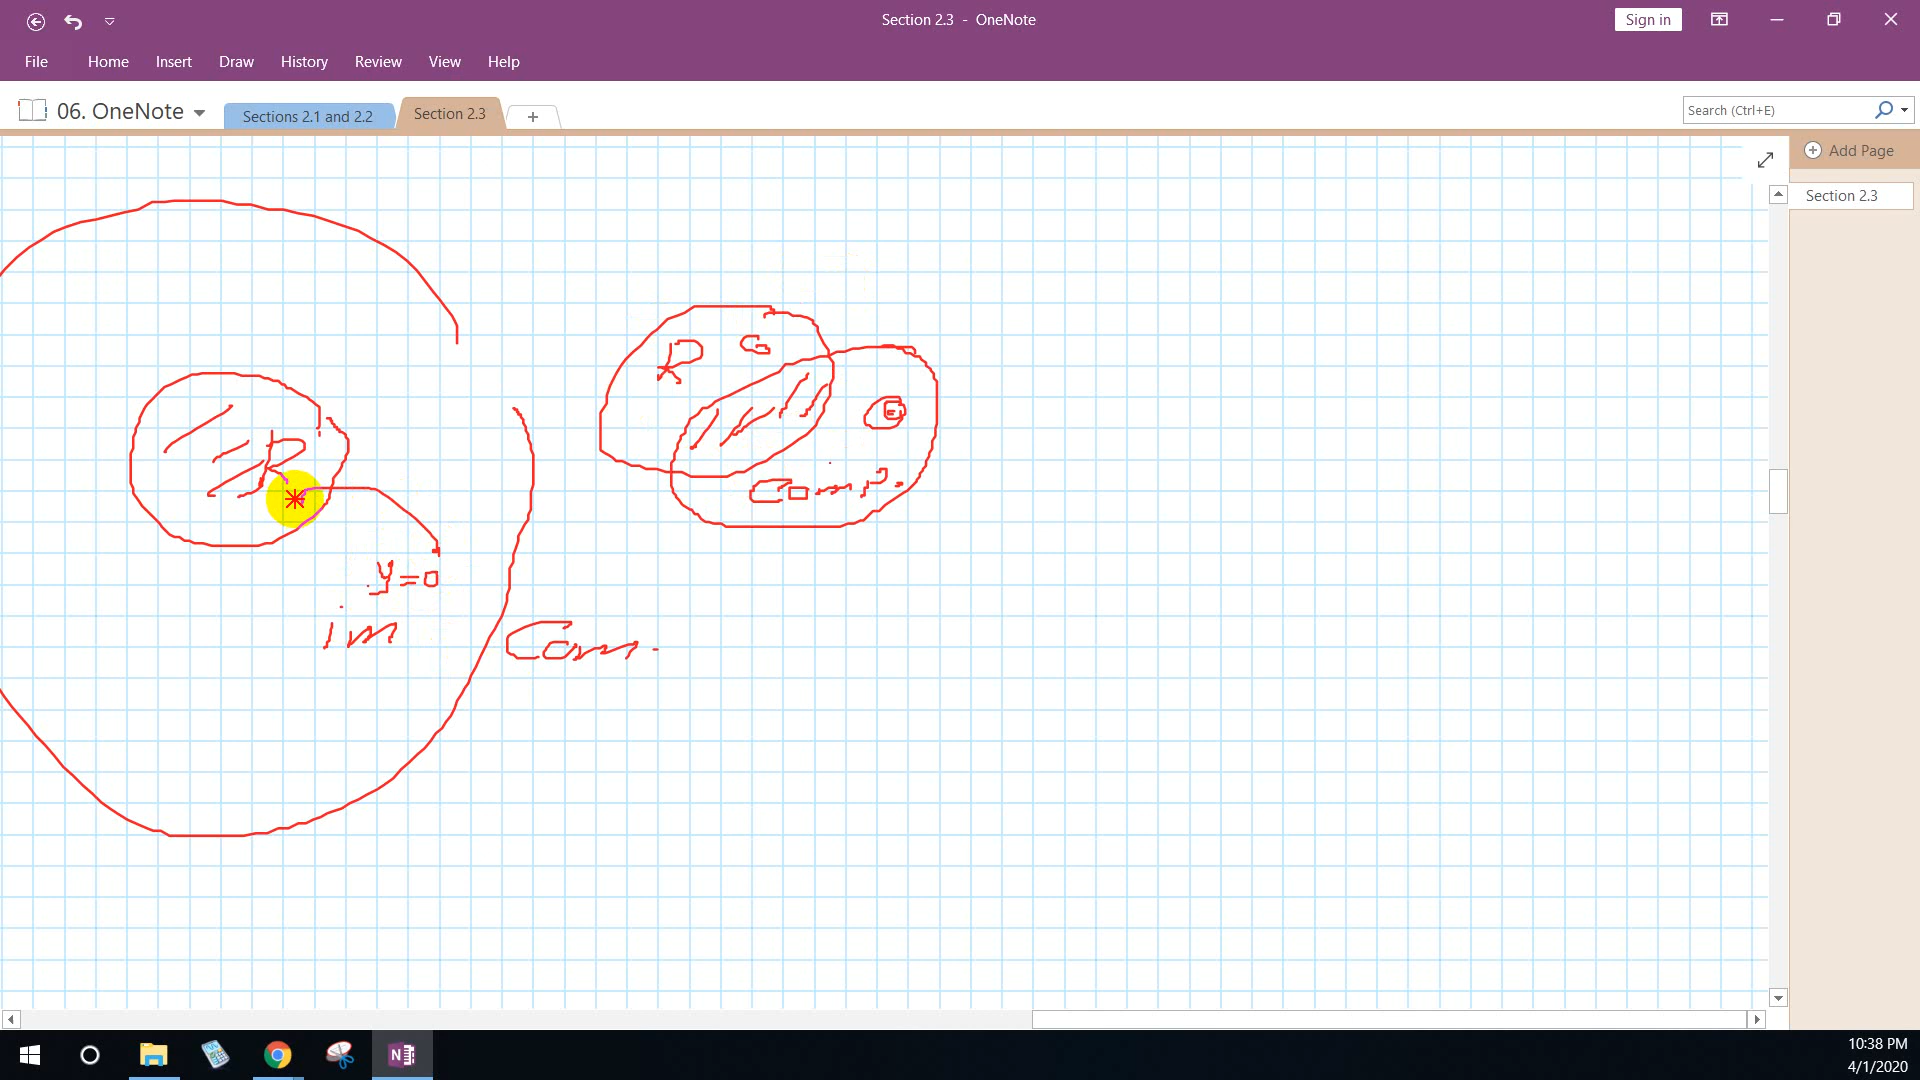 Section 2.3 - OneNote
Sign in
File Home Insert Draw History Review View Help
06. OneNote
Sections 2.1 and 2.2
Section 2.3
+
Search (Ctrl+E)
Add Page
Section 2.3
R
R
Comp.
y=0
im
Com.
10:38 PM
4/1/2020